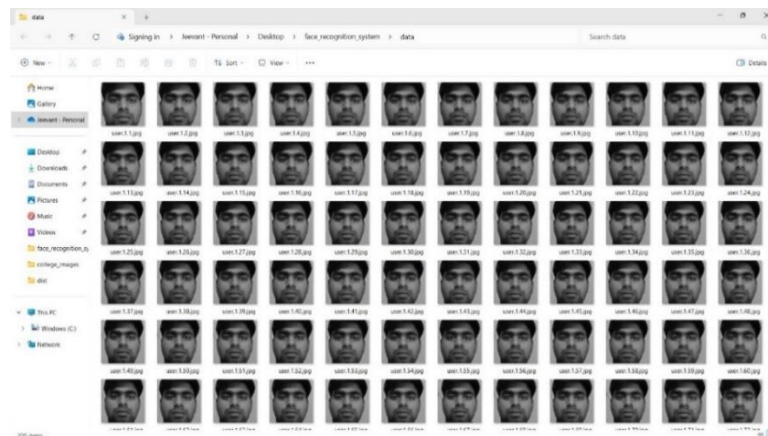 data
Signing in > Jeevant - Personal > Desktop > face_recognition_system > data
Search data
New
Sort
View
Details
Home
Gallery
Jeevant - Personal
Desktop
Downloads
Documents
Pictures
Music
Videos
face_recognition_sy
college_images
dist
This PC
Windows (C:)
Network
user.1.1.jpg user.1.2.jpg user.1.3.jpg user.1.4.jpg user.1.5.jpg user.1.6.jpg user.1.7.jpg user.1.8.jpg user.1.9.jpg user.1.10.jpg user.1.11.jpg user.1.12.jpg
user.1.13.jpg user.1.14.jpg user.1.15.jpg user.1.16.jpg user.1.17.jpg user.1.18.jpg user.1.19.jpg user.1.20.jpg user.1.21.jpg user.1.22.jpg user.1.23.jpg user.1.24.jpg
user.1.25.jpg user.1.26.jpg user.1.27.jpg user.1.28.jpg user.1.29.jpg user.1.30.jpg user.1.31.jpg user.1.32.jpg user.1.33.jpg user.1.34.jpg user.1.35.jpg user.1.36.jpg
user.1.37.jpg user.1.38.jpg user.1.39.jpg user.1.40.jpg user.1.41.jpg user.1.42.jpg user.1.43.jpg user.1.44.jpg user.1.45.jpg user.1.46.jpg user.1.47.jpg user.1.48.jpg
user.1.49.jpg user.1.50.jpg user.1.51.jpg user.1.52.jpg user.1.53.jpg user.1.54.jpg user.1.55.jpg user.1.56.jpg user.1.57.jpg user.1.58.jpg user.1.59.jpg user.1.60.jpg